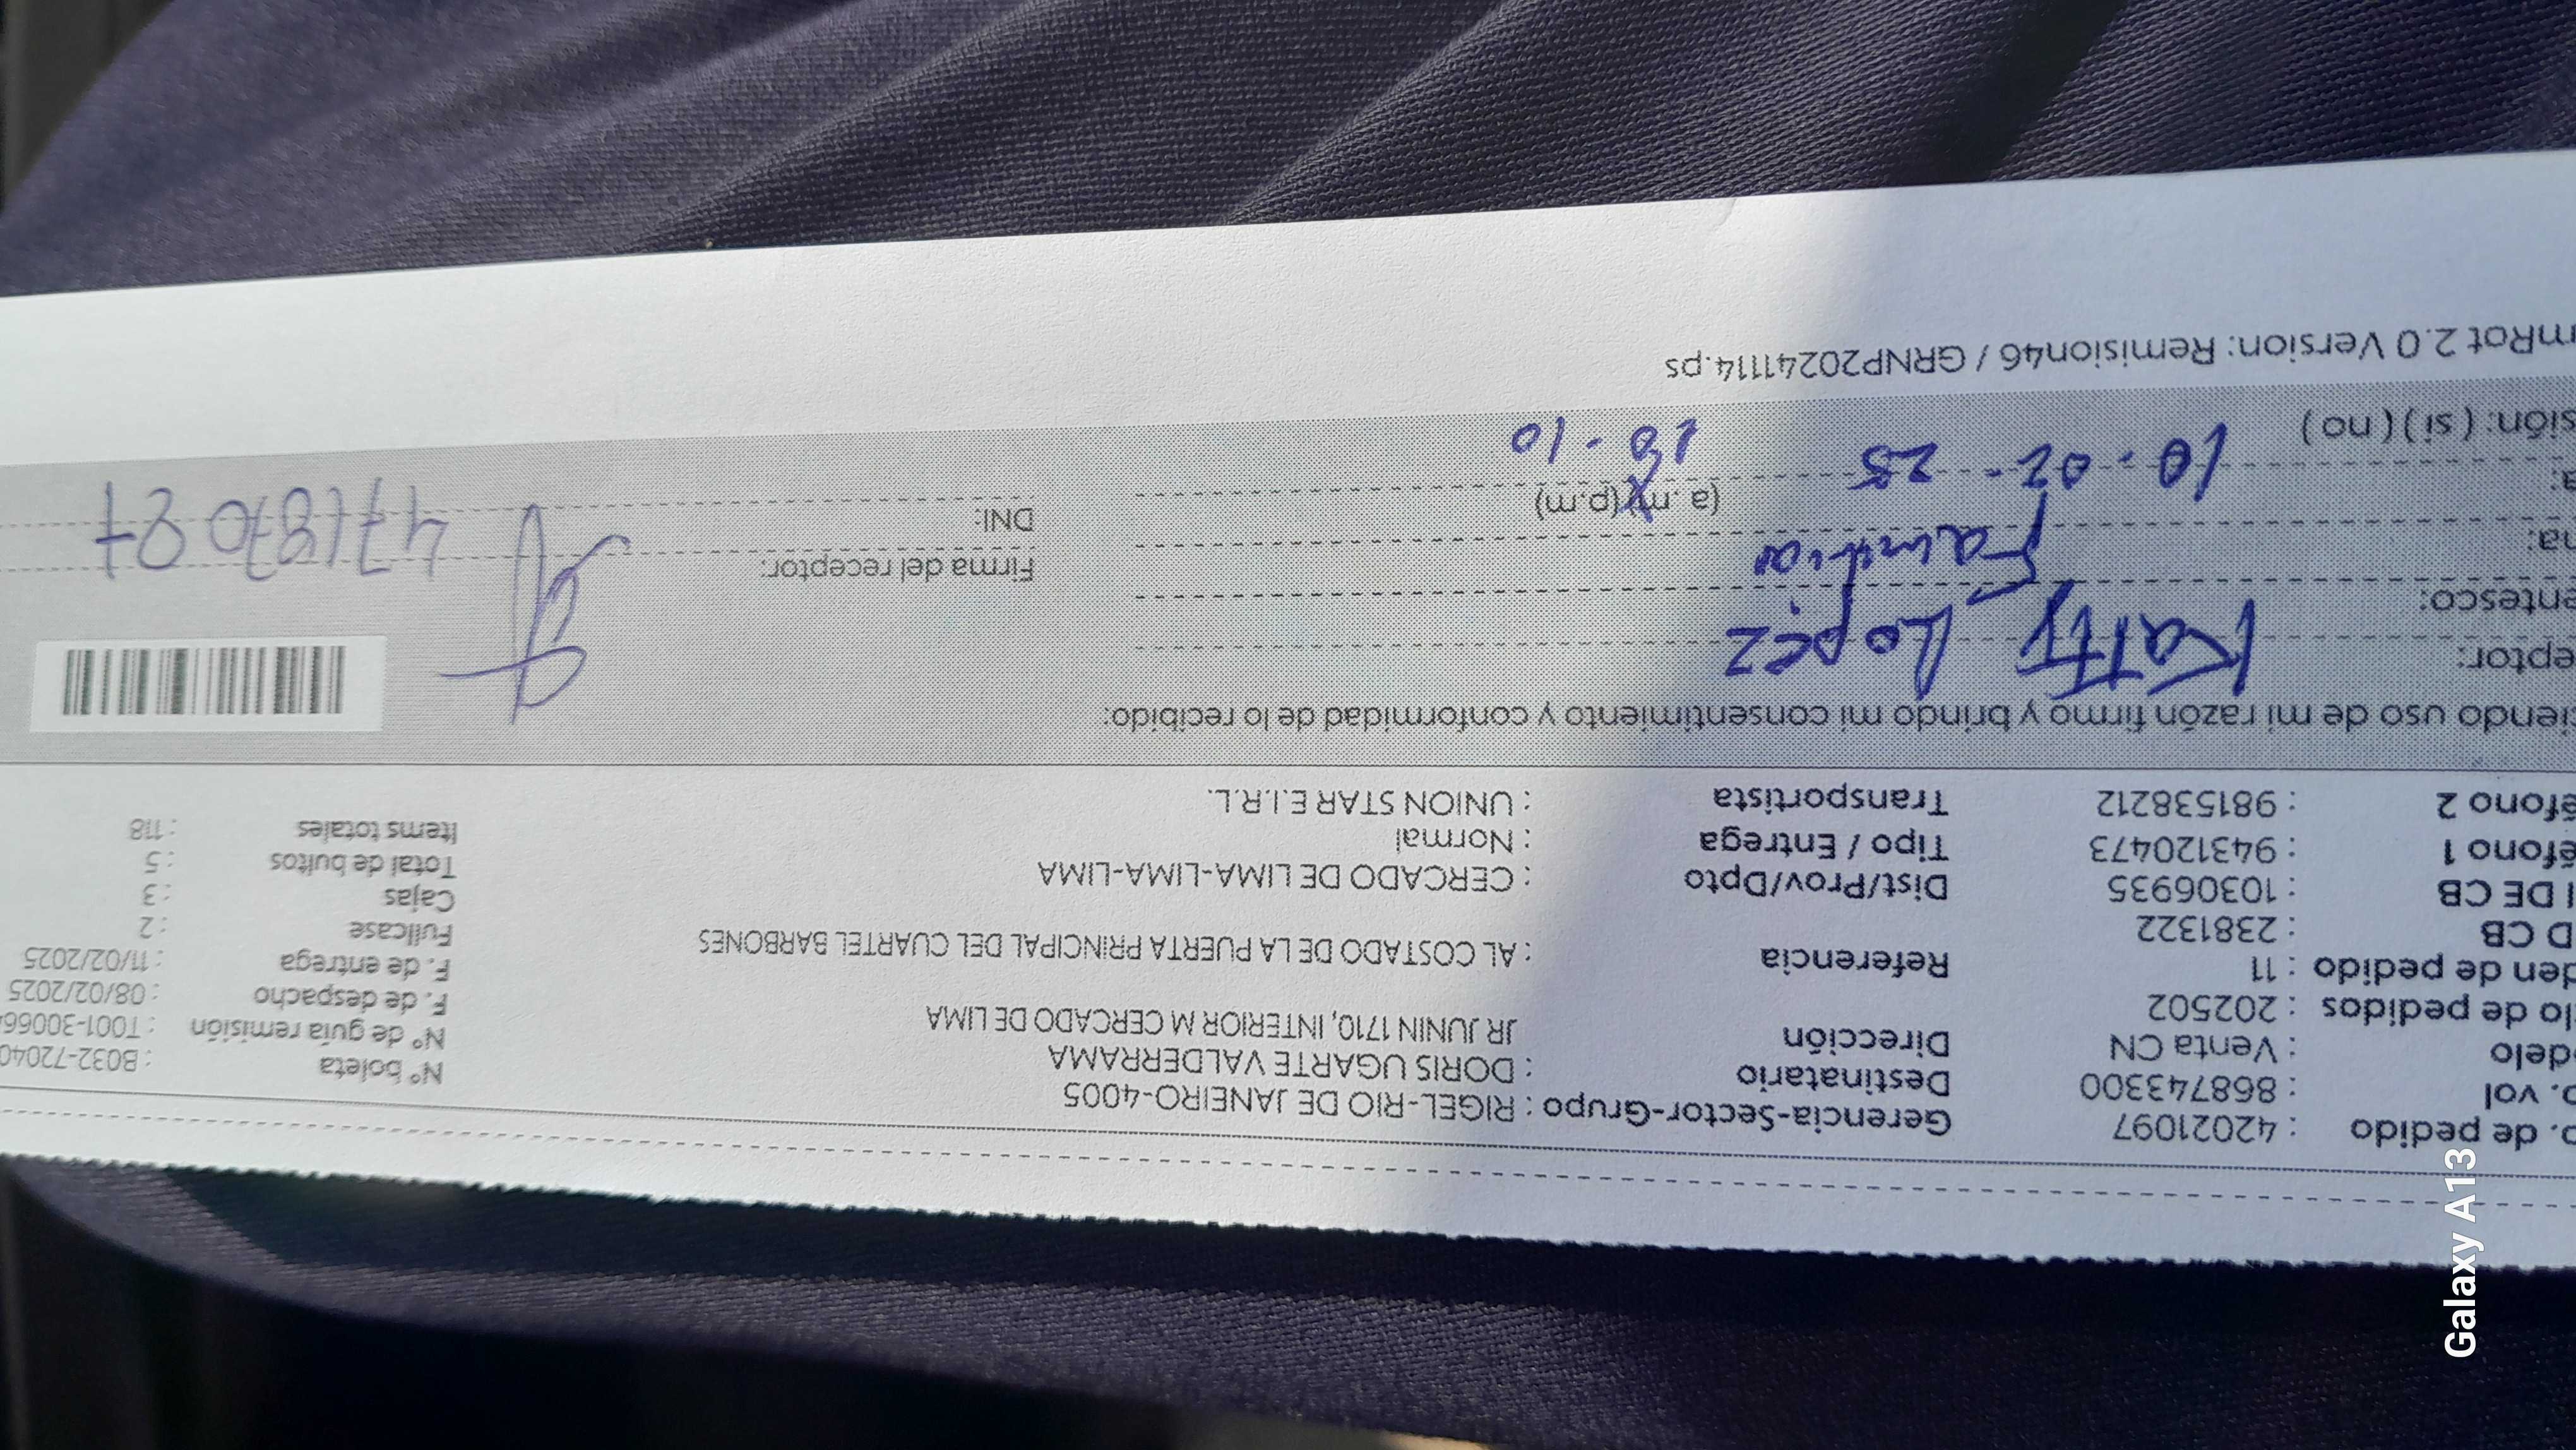 o. de pedido : 42021097
o. vol : 868743300
odelo : Venta CN
lo de pedidos : 202502
den de pedido : 11
D CB : 2381322
I DE CB : 10306935
éfono 1 : 943120473
éfono 2 : 981538212
Gerencia-Sector-Grupo : RIGEL-RIO DE JANEIRO-4005
Destinatario : DORIS UGARTE VALDERRAMA
Dirección JR JUNIN 1710, INTERIOR M CERCADO DE LIMA
Referencia : AL COSTADO DE LA PUERTA PRINCIPAL DEL CUARTEL BARBONES
Dist/Prov/Dpto : CERCADO DE LIMA-LIMA-LIMA
Tipo / Entrega : Normal
Transportista : UNION STAR E.I.R.L.
N° boleta : B032-72040
N° de guía remisión : T001-30066
F. de despacho : 08/02/2025
F. de entrega : 11/02/2025
Fullcase : 2
Cajas : 3
Total de bultos : 5
Items totales : 118
iendo uso de mi razón firmo y brindo mi consentimiento y conformidad de lo recibido:
eptor: Katty Lopez
entesco: Familia
na:
a: 10. 02 - 25 (a.m)(p.m) 10 - 10
sión: ( si ) ( no )
Firma del receptor:
DNI: 47187087
mRot 2.0 Version: Remision46 / GRNP20241114.ps
Galaxy A13